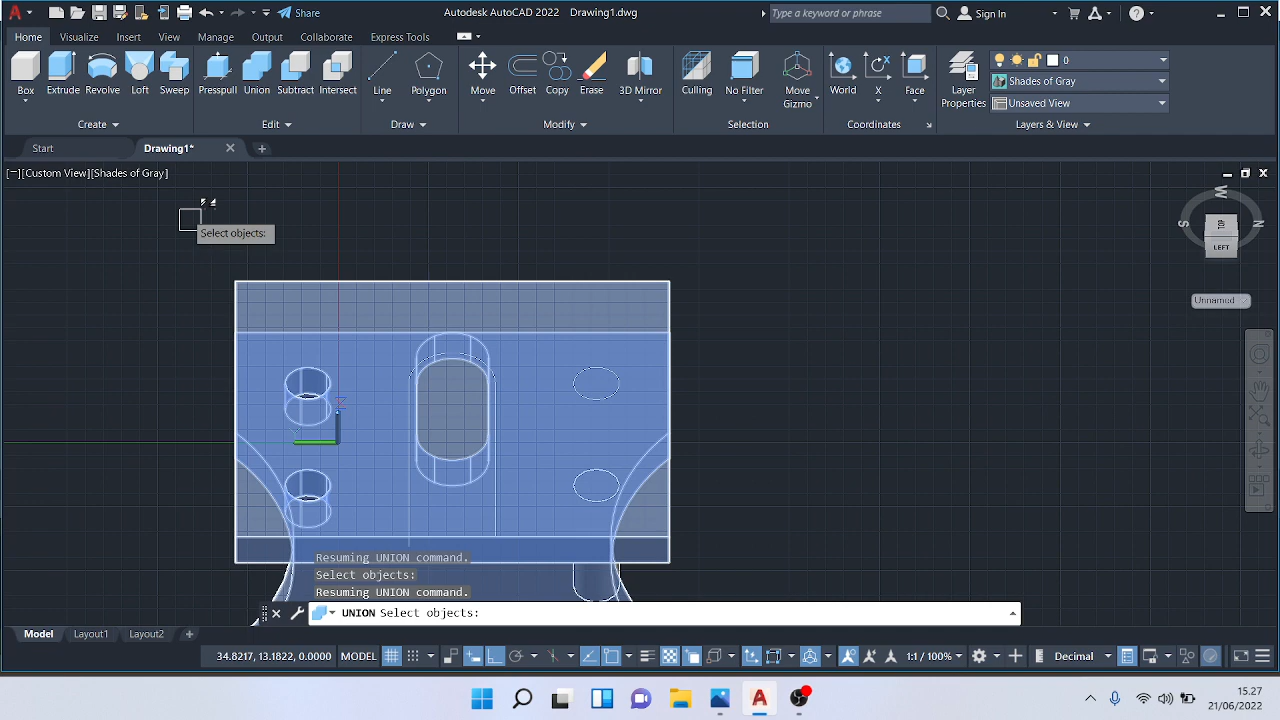 Share
Autodesk AutoCAD 2022 Drawing1.dwg
Type a keyword or phrase
Sign In
Home Visualize Insert View Manage Output Collaborate Express Tools
Box Extrude Revolve Loft Sweep Presspull Union Subtract Intersect Line Polygon Move Offset Copy Erase 3D Mirror Culling No Filter Move Gizmo World X Face Layer Properties
0
Shades of Gray
Unsaved View
Create Edit Draw Modify Selection Coordinates Layers & View
Start Drawing1*
[−][Custom View][Shades of Gray]
Select objects:
W
S N
LEFT
Unnamed
Resuming UNION command.
Select objects:
Resuming UNION command.
UNION Select objects:
Model Layout1 Layout2
34.8217, 13.1822, 0.0000 MODEL 1:1 / 100% Decimal
15.27
21/06/2022